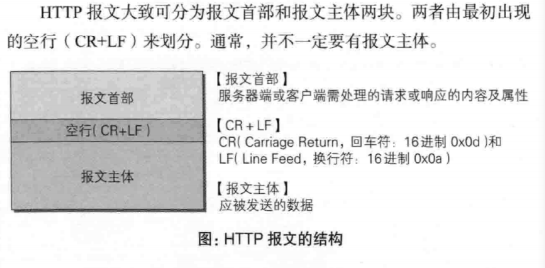 HTTP 报文大致可分为报文首部和报文主体两块。两者由最初出现
的空行（CR+LF）来划分。通常，并不一定要有报文主体。
报文首部
空行（CR+LF）
报文主体
【报文首部】
服务器端或客户端需处理的请求或响应的内容及属性
【CR + LF】
CR（Carriage Return，回车符：16进制 0x0d）和
LF（Line Feed，换行符：16进制 0x0a）
【报文主体】
应被发送的数据
图：HTTP 报文的结构